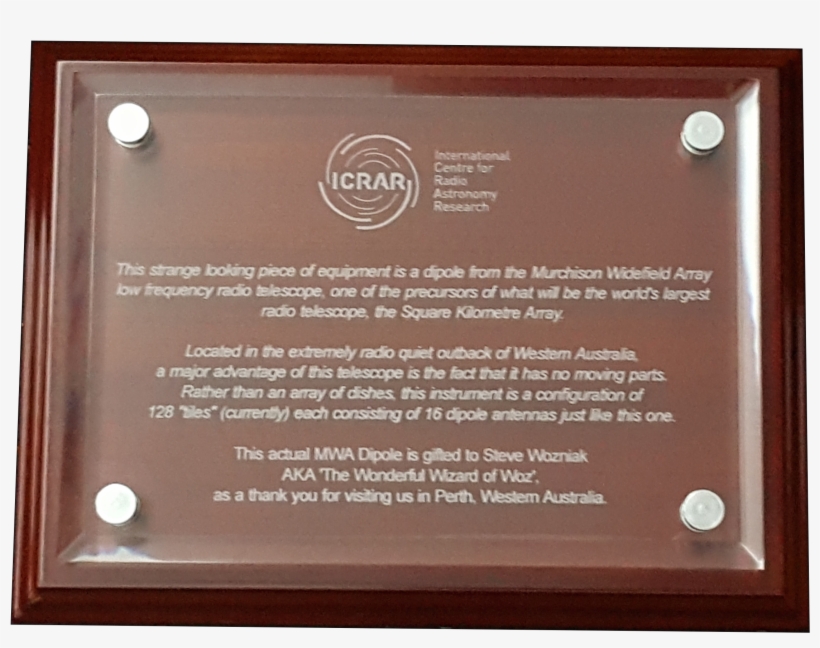 ICRAR
International
Centre for
Radio
Astronomy
Research
This strange looking piece of equipment is a dipole from the Murchison Widefield Array
low frequency radio telescope, one of the precursors of what will be the world's largest
radio telescope, the Square Kilometre Array.
Located in the extremely radio quiet outback of Western Australia,
a major advantage of this telescope is the fact that it has no moving parts.
Rather than an array of dishes, this instrument is a configuration of
128 "tiles" (currently) each consisting of 16 dipole antennas just like this one.
This actual MWA Dipole is gifted to Steve Wozniak
AKA 'The Wonderful Wizard of Woz',
as a thank you for visiting us in Perth, Western Australia.